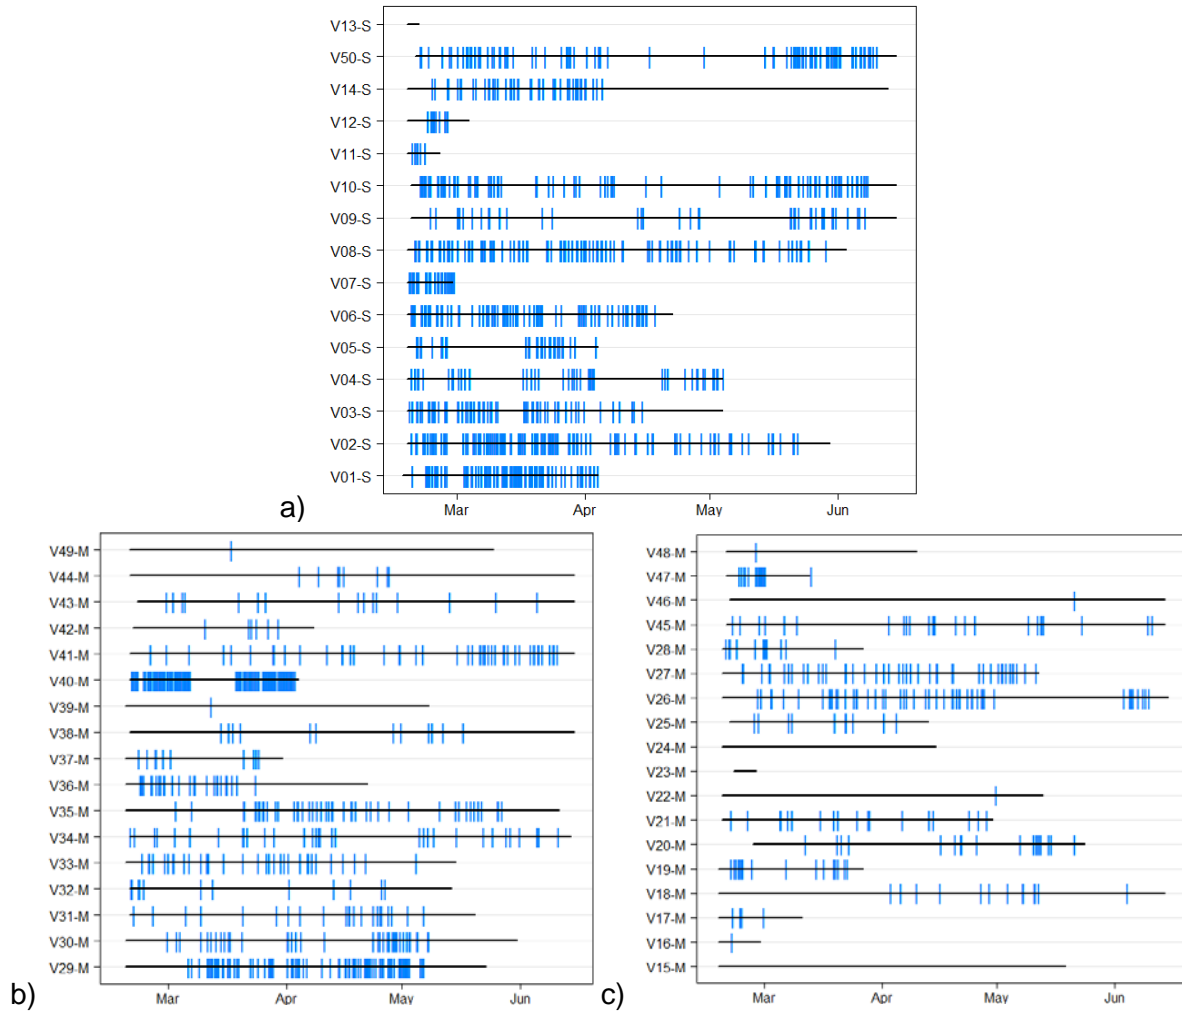 V13-S
V50-S
V14-S
V12-S
V11-S
V10-S
V09-S
V08-S
V07-S
V06-S
V05-S
V04-S
V03-S
V02-S
V01-S
Mar Apr May Jun
a)
V49-M
V44-M
V43-M
V42-M
V41-M
V40-M
V39-M
V38-M
V37-M
V36-M
V35-M
V34-M
V33-M
V32-M
V31-M
V30-M
V29-M
Mar Apr May Jun
b)
V48-M
V47-M
V46-M
V45-M
V28-M
V27-M
V26-M
V25-M
V24-M
V23-M
V22-M
V21-M
V20-M
V19-M
V18-M
V17-M
V16-M
V15-M
Mar Apr May Jun
c)